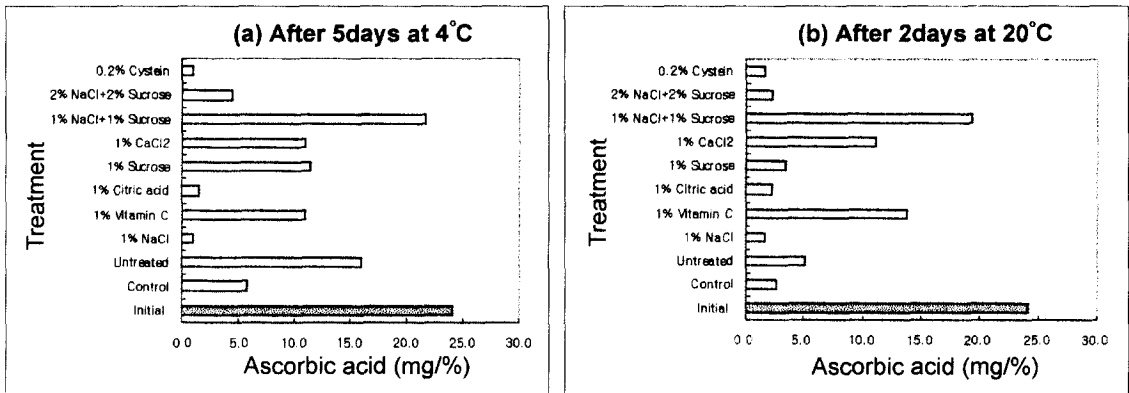 (a) After 5days at 4°C
Treatment
0.2% Cystein
2% NaCl+2% Sucrose
1% NaCl+1% Sucrose
1% CaCl2
1% Sucrose
1% Citric acid
1% Vitamin C
1% NaCl
Untreated
Control
Initial
0.0 5.0 10.0 15.0 20.0 25.0 30.0
Ascorbic acid (mg/%)
(b) After 2days at 20°C
Treatment
0.2% Cystein
2% NaCl+2% Sucrose
1% NaCl+1% Sucrose
1% CaCl2
1% Sucrose
1% Citric acid
1% Vitamin C
1% NaCl
Untreated
Control
Initial
0.0 5.0 10.0 15.0 20.0 25.0 30.0
Ascorbic acid (mg/%)